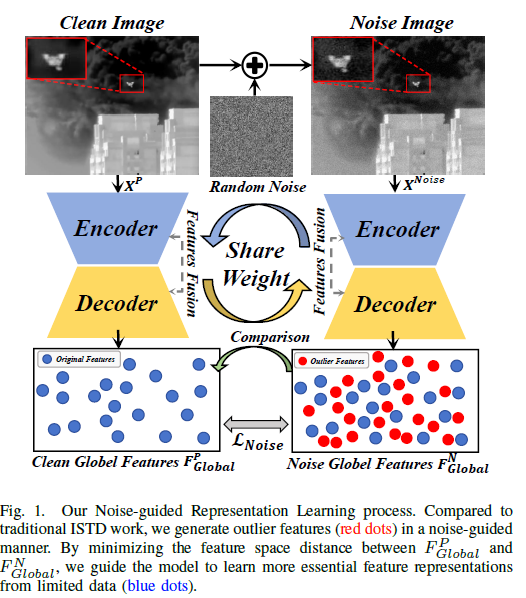 Clean Image
Noise Image
Random Noise
X^P
X^Noise
Encoder
Features Fusion
Share
Weight
Features Fusion
Encoder
Decoder
Decoder
Comparison
Original Features
Outlier Features
L_Noise
Clean Globel Features F^P_Global
Noise Globel Features F^N_Global
Fig. 1. Our Noise-guided Representation Learning process. Compared to
traditional ISTD work, we generate outlier features (red dots) in a noise-guided
manner. By minimizing the feature space distance between F^P_Global and
F^N_Global, we guide the model to learn more essential feature representations
from limited data (blue dots).